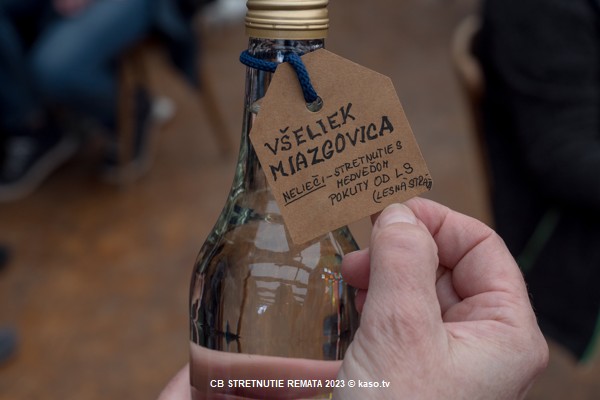 VŠELIEK
MIAZGOVICA
NELIEČI-STRETNUTIE S
MEDVEĎOM
POKUTY OD LS
(LESNÁ STRÁŽ)
CB STRETNUTIE REMATA 2023 © kaso.tv